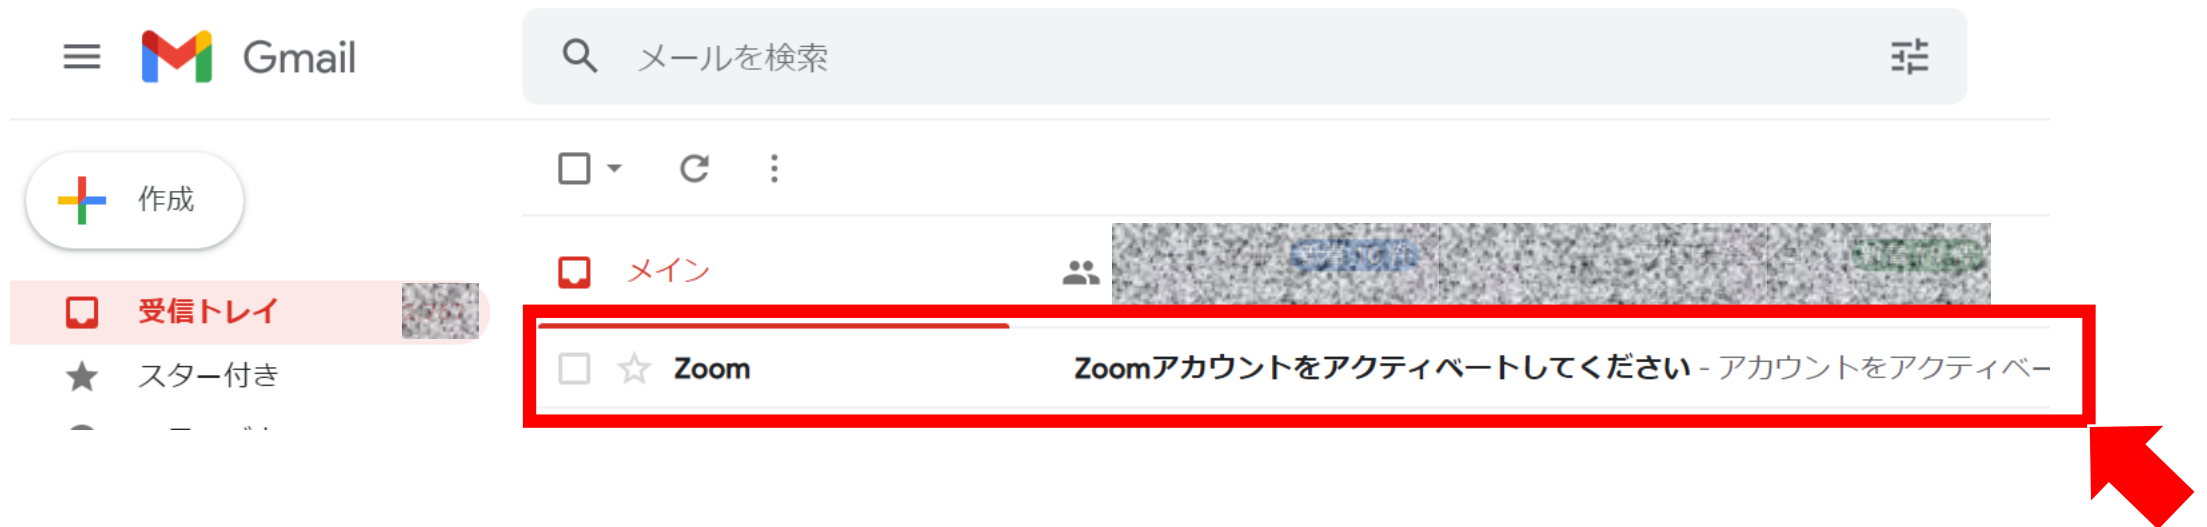 Gmail
メールを検索
作成
メイン
受信トレイ
スター付き
Zoom
Zoomアカウントをアクティベートしてください - アカウントをアクティベー